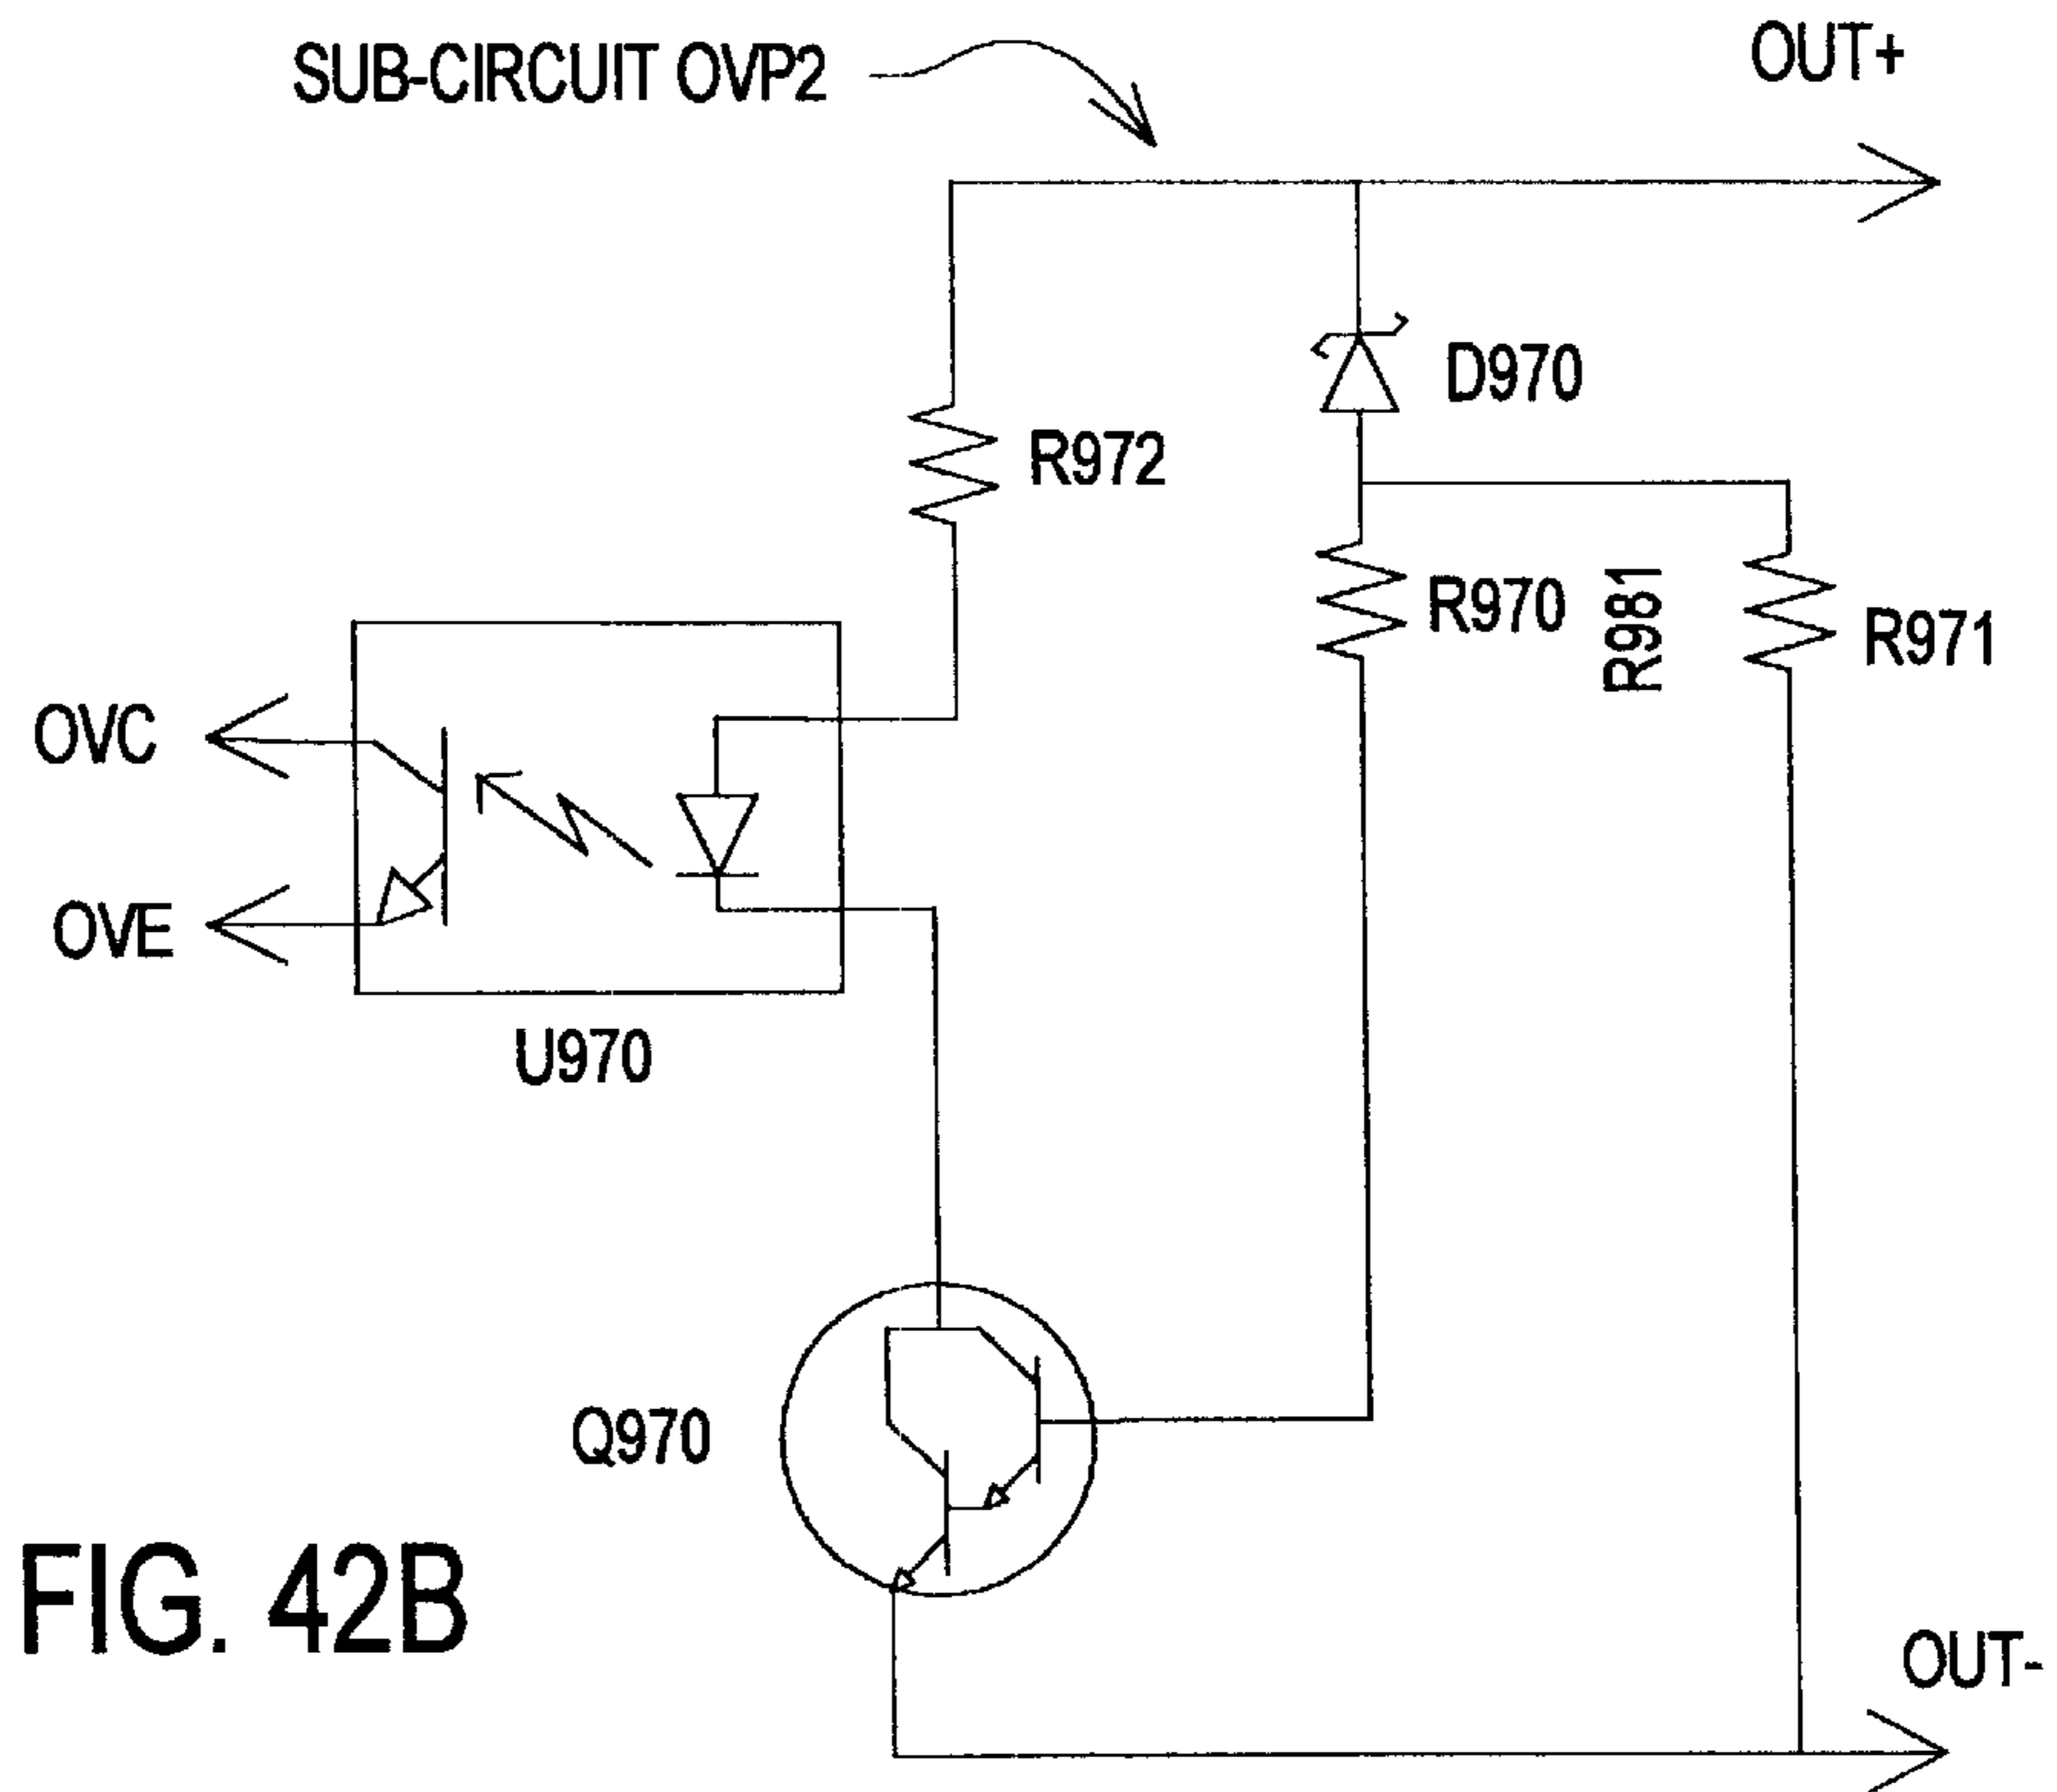 SUB-CIRCUIT OVP2
OUT+
D970
R972
R970
R981
R971
OVC
OVE
U970
Q970
FIG. 42B
OUT-